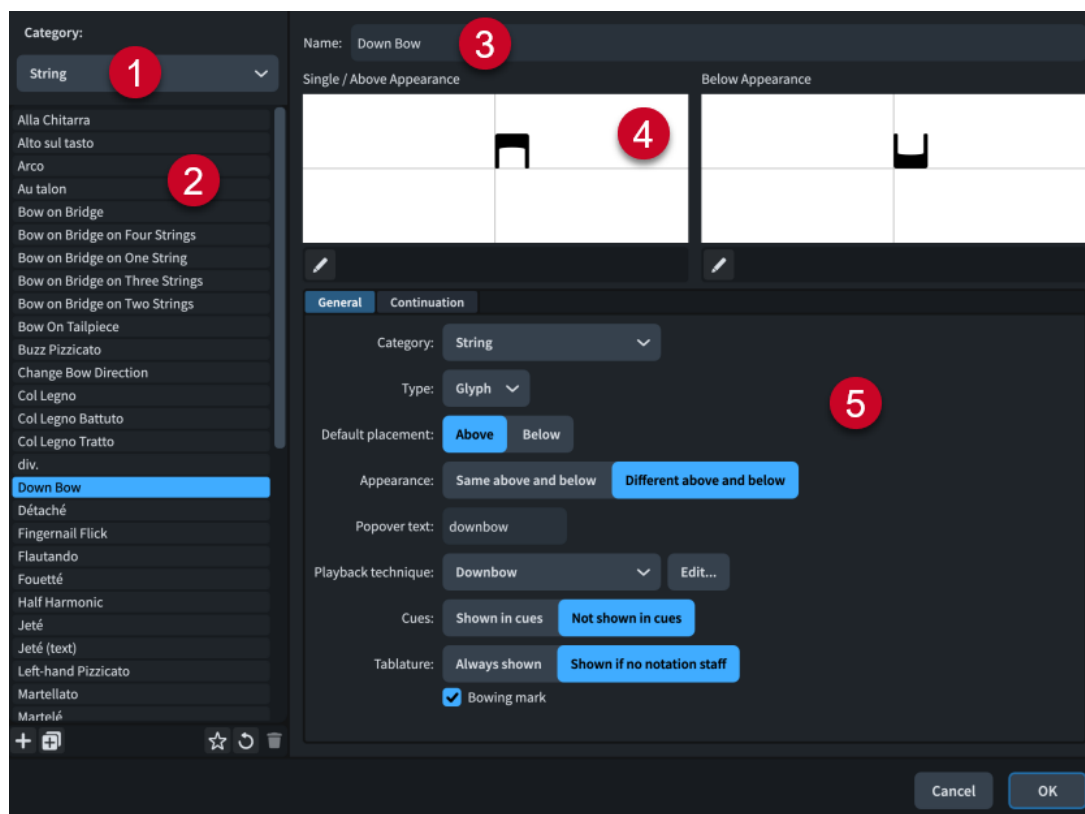 Category:
String
1
Alla Chitarra
Alto sul tasto
Arco
Au talon
2
Bow on Bridge
Bow on Bridge on Four Strings
Bow on Bridge on One String
Bow on Bridge on Three Strings
Bow on Bridge on Two Strings
Bow On Tailpiece
Buzz Pizzicato
Change Bow Direction
Col Legno
Col Legno Battuto
Col Legno Tratto
div.
Down Bow
Détaché
Fingernail Flick
Flautando
Fouetté
Half Harmonic
Jeté
Jeté (text)
Left-hand Pizzicato
Martellato
Martelé
Name: Down Bow
3
Single / Above Appearance
Below Appearance
4
General Continuation
Category: String
Type: Glyph
5
Default placement: Above Below
Appearance: Same above and below Different above and below
Popover text: downbow
Playback technique: Downbow Edit...
Cues: Shown in cues Not shown in cues
Tablature: Always shown Shown if no notation staff
Bowing mark
Cancel OK